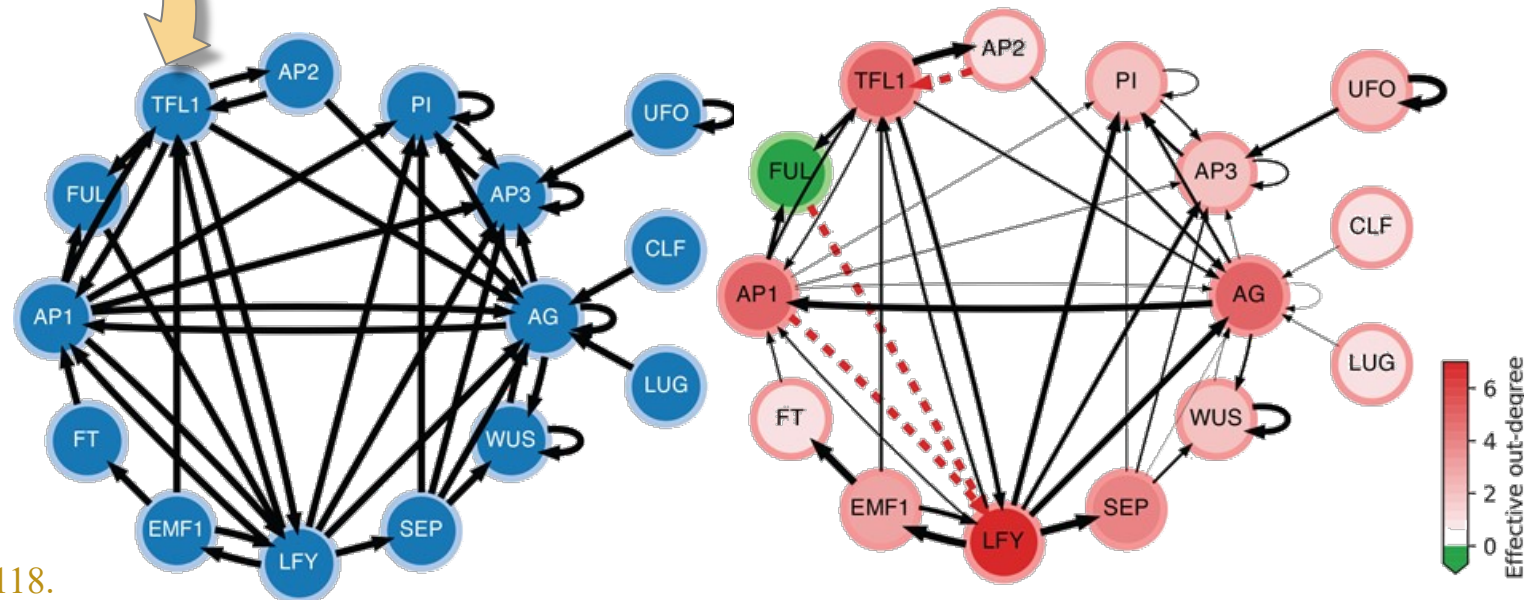 TFL1
AP2
PI
UFO
FUL
AP3
CLF
AP1
AG
LUG
FT
WUS
EMF1
SEP
LFY
118.
TFL1
AP2
PI
UFO
FUL
AP3
CLF
AP1
AG
LUG
FT
WUS
EMF1
SEP
LFY
6
4
2
0
Effective out-degree